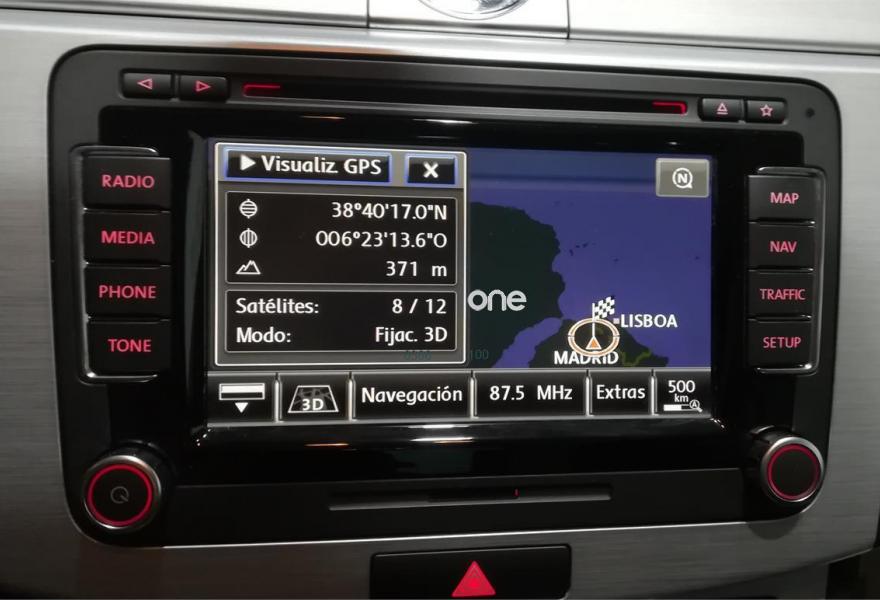 RADIO
MEDIA
PHONE
TONE
Visualiz. GPS
X
38°40'17.0"N
006°23'13.6"O
371 m
Satélites: 8 / 12
Modo: Fijac. 3D
N
one
LISBOA
MADRID
3D
Navegación
87.5 MHz
Extras
500
km
A
MAP
NAV
TRAFFIC
SETUP